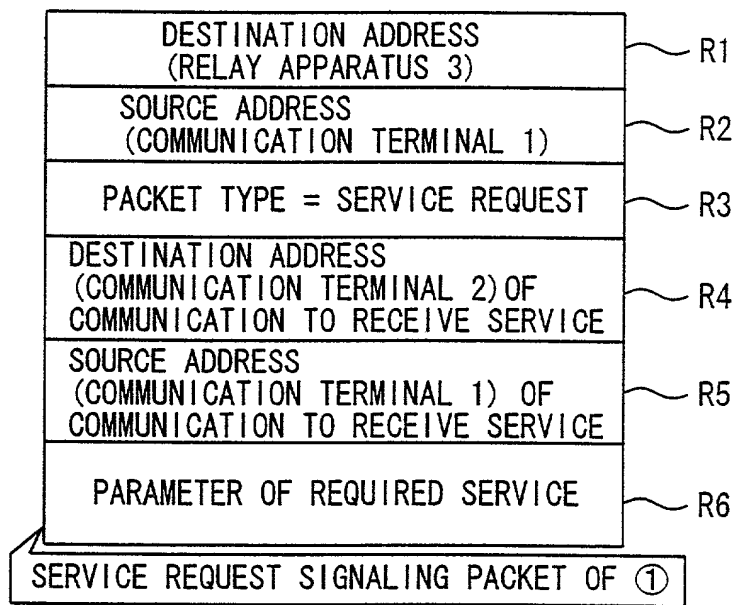 DESTINATION ADDRESS
(RELAY APPARATUS 3)
R1
SOURCE ADDRESS
(COMMUNICATION TERMINAL 1)
R2
PACKET TYPE = SERVICE REQUEST
R3
DESTINATION ADDRESS
(COMMUNICATION TERMINAL 2) OF
COMMUNICATION TO RECEIVE SERVICE
R4
SOURCE ADDRESS
(COMMUNICATION TERMINAL 1) OF
COMMUNICATION TO RECEIVE SERVICE
R5
PARAMETER OF REQUIRED SERVICE
R6
SERVICE REQUEST SIGNALING PACKET OF ①